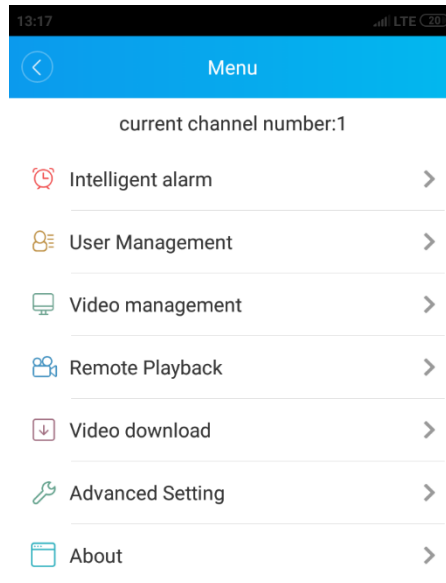 13:17 LTE 20
Menu
current channel number:1
Intelligent alarm
User Management
Video management
Remote Playback
Video download
Advanced Setting
About